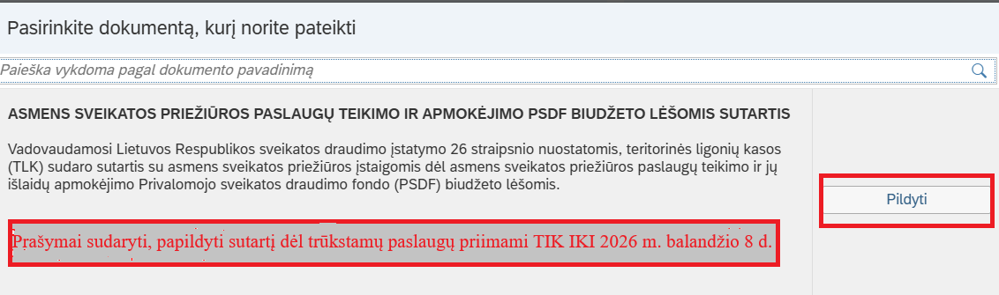 Pasirinkite dokumentą, kurį norite pateikti
Paieška vykdoma pagal dokumento pavadinimą
ASMENS SVEIKATOS PRIEŽIŪROS PASLAUGŲ TEIKIMO IR APMOKĖJIMO PSDF BIUDŽETO LĖŠOMIS SUTARTIS
Vadovaudamosi Lietuvos Respublikos sveikatos draudimo įstatymo 26 straipsnio nuostatomis, teritorinės ligonių kasos
(TLK) sudaro sutartis su asmens sveikatos priežiūros įstaigomis dėl asmens sveikatos priežiūros paslaugų teikimo ir jų
išlaidų apmokėjimo Privalomojo sveikatos draudimo fondo (PSDF) biudžeto lėšomis.
Pildyti
Prašymai sudaryti, papildyti sutartį dėl trūkstamų paslaugų priimami TIK IKI 2026 m. balandžio 8 d.